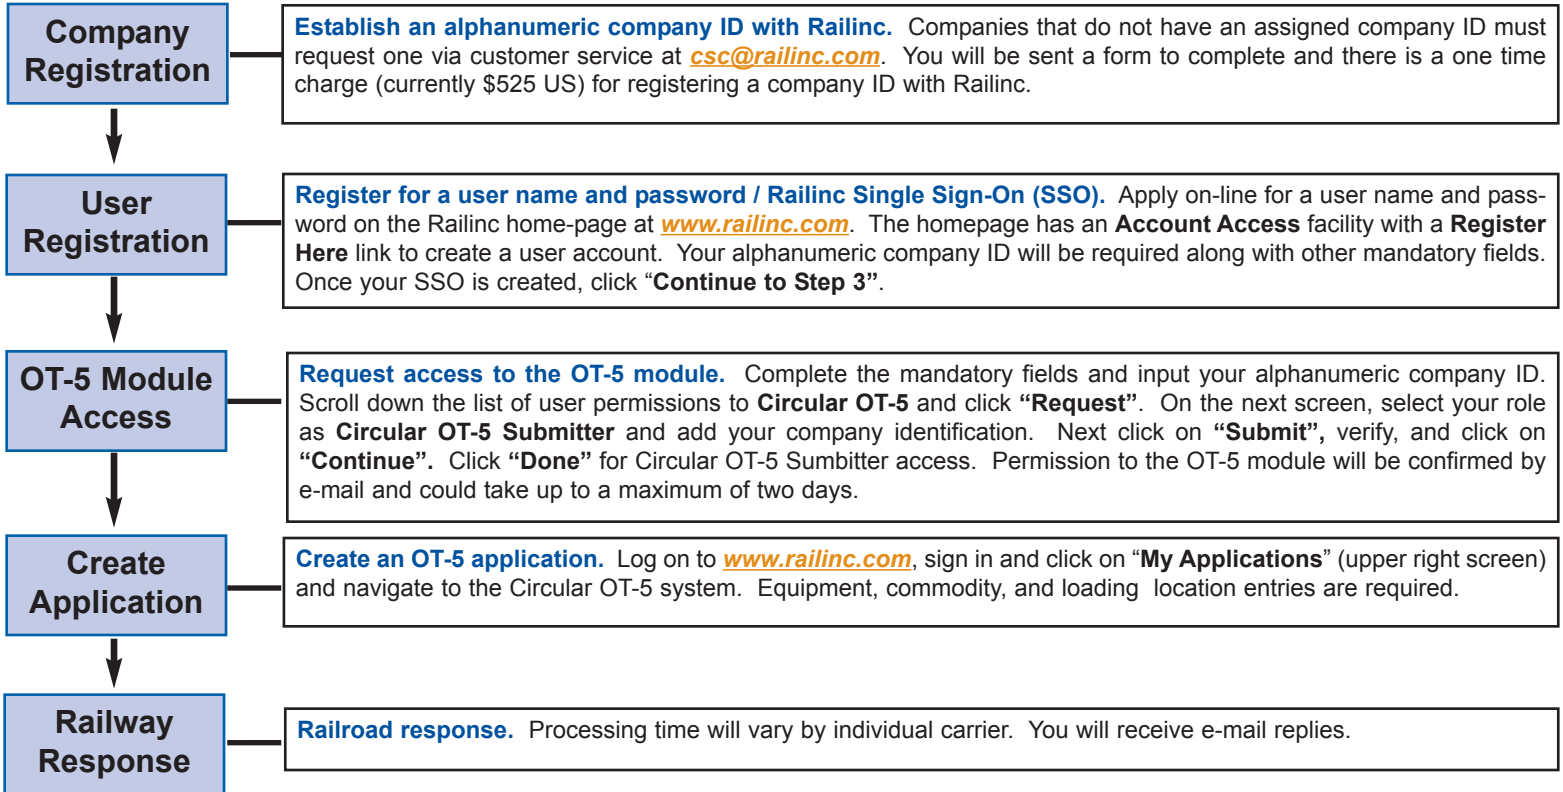 Company
Registration
Establish an alphanumeric company ID with Railinc. Companies that do not have an assigned company ID must
request one via customer service at csc@railinc.com. You will be sent a form to complete and there is a one time
charge (currently $525 US) for registering a company ID with Railinc.
User
Registration
Register for a user name and password / Railinc Single Sign-On (SSO). Apply on-line for a user name and pass-
word on the Railinc home-page at www.railinc.com. The homepage has an Account Access facility with a Register
Here link to create a user account. Your alphanumeric company ID will be required along with other mandatory fields.
Once your SSO is created, click “Continue to Step 3”.
OT-5 Module
Access
Request access to the OT-5 module. Complete the mandatory fields and input your alphanumeric company ID.
Scroll down the list of user permissions to Circular OT-5 and click “Request”. On the next screen, select your role
as Circular OT-5 Submitter and add your company identification. Next click on “Submit”, verify, and click on
“Continue”. Click “Done” for Circular OT-5 Sumbitter access. Permission to the OT-5 module will be confirmed by
e-mail and could take up to a maximum of two days.
Create
Application
Create an OT-5 application. Log on to www.railinc.com, sign in and click on “My Applications” (upper right screen)
and navigate to the Circular OT-5 system. Equipment, commodity, and loading location entries are required.
Railway
Response
Railroad response. Processing time will vary by individual carrier. You will receive e-mail replies.